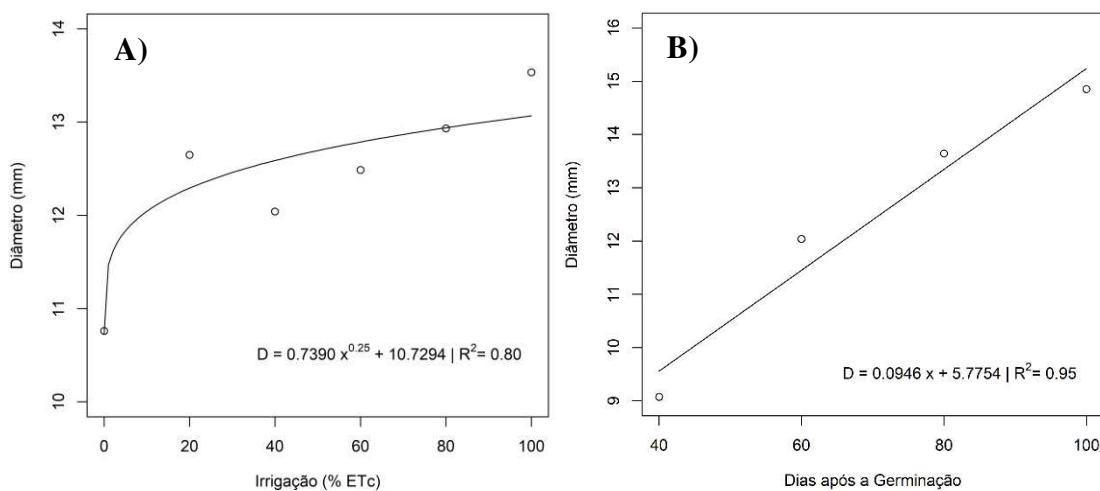 A)
14
13
12
11
10
Diâmetro (mm)
D = 0.7390 x^0.25 + 10.7294 | R²= 0.80
0 20 40 60 80 100
Irrigação (% ETc)
B)
16
15
14
13
12
11
10
9
Diâmetro (mm)
D = 0.0946 x + 5.7754 | R²= 0.95
40 60 80 100
Dias após a Germinação